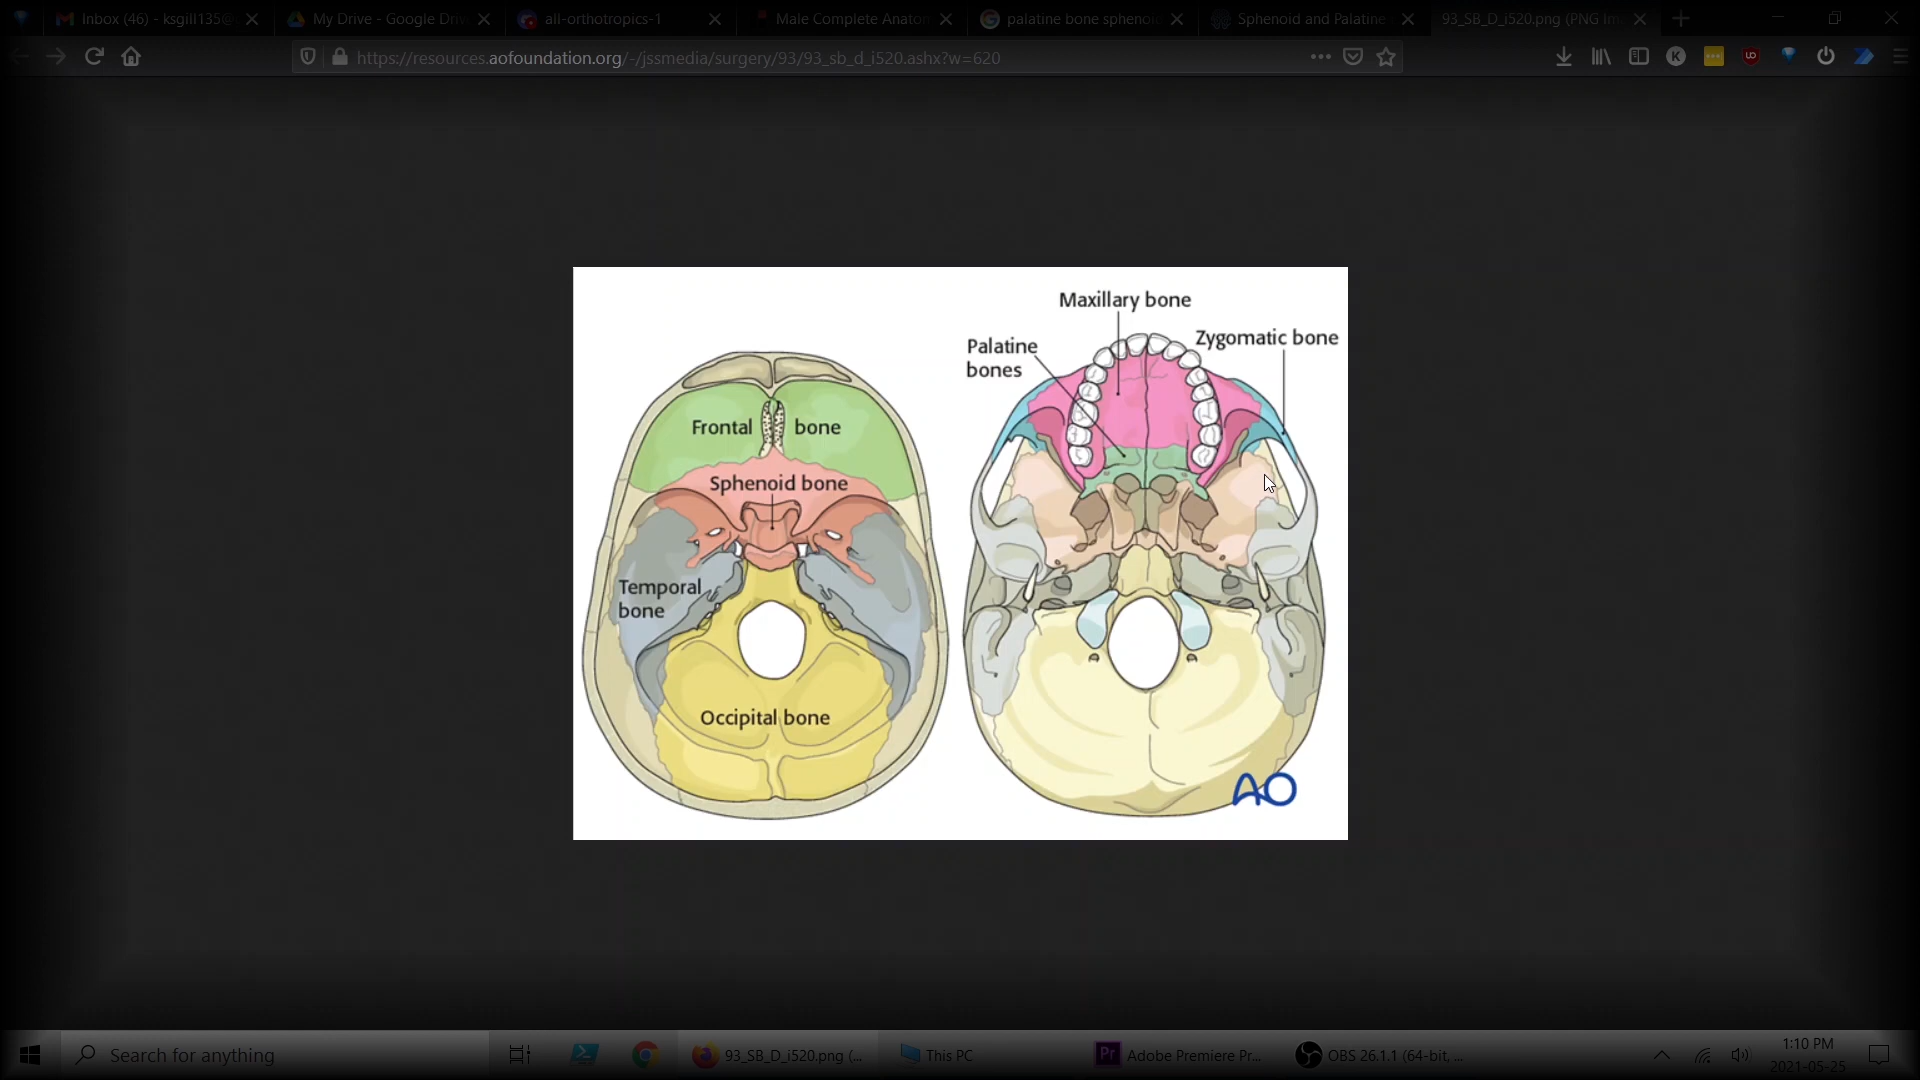 Inbox (46) - ksgill135@
My Drive - Google Driv
all-orthotropics-1
Male Complete Anaton
palatine bone sphenoid
Sphenoid and Palatine
93_SB_D_i520.png (PNG Im
https://resources.aofoundation.org/-/jssmedia/surgery/93/93_sb_d_i520.ashx?w=620
K
Maxillary bone
Zygomatic bone
Palatine
bones
Frontal bone
Sphenoid bone
Temporal
bone
Occipital bone
AO
Search for anything
93_SB_D_i520.png (...
This PC
Pr
Adobe Premiere Pr...
OBS 26.1.1 (64-bit, ...
1:10 PM
2021-05-25